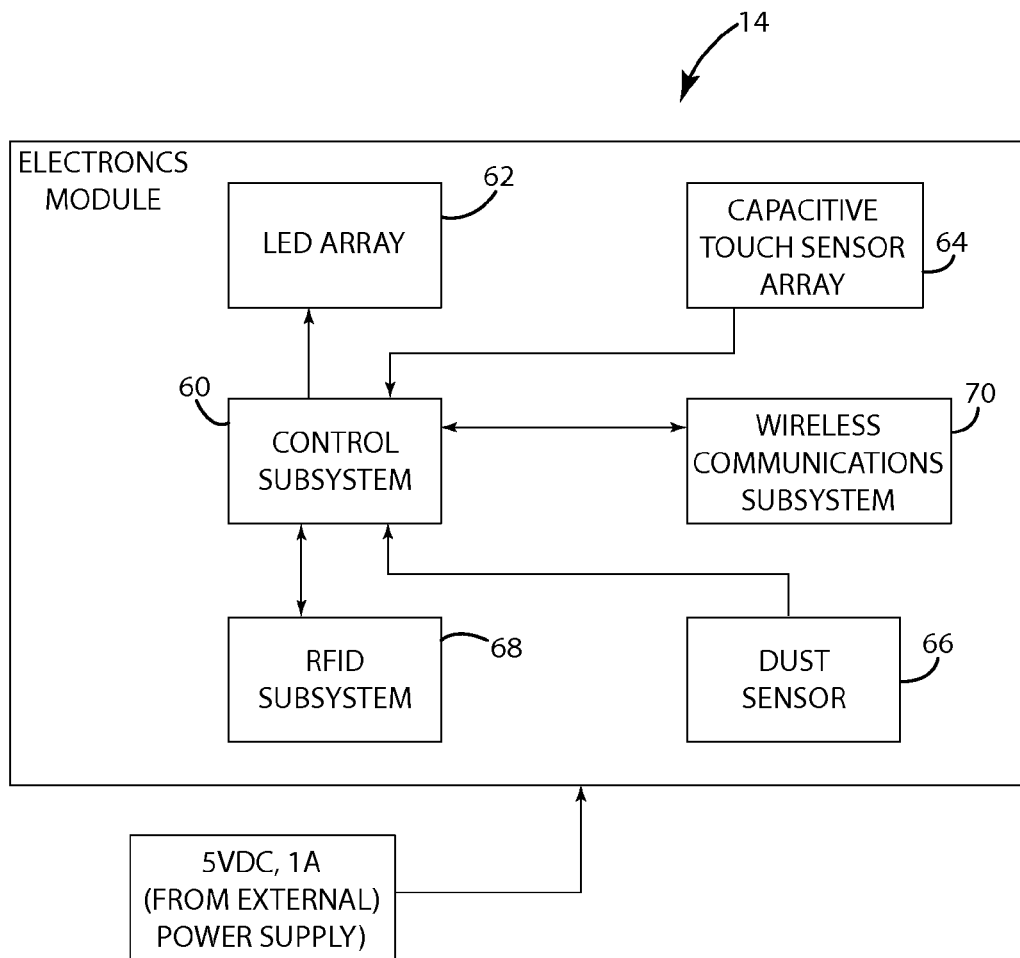 14
ELECTRONCS
MODULE
LED ARRAY
62
CAPACITIVE
TOUCH SENSOR
ARRAY
64
60
CONTROL
SUBSYSTEM
WIRELESS
COMMUNICATIONS
SUBSYSTEM
70
RFID
SUBSYSTEM
68
DUST
SENSOR
66
5VDC, 1A
(FROM EXTERNAL)
POWER SUPPLY)